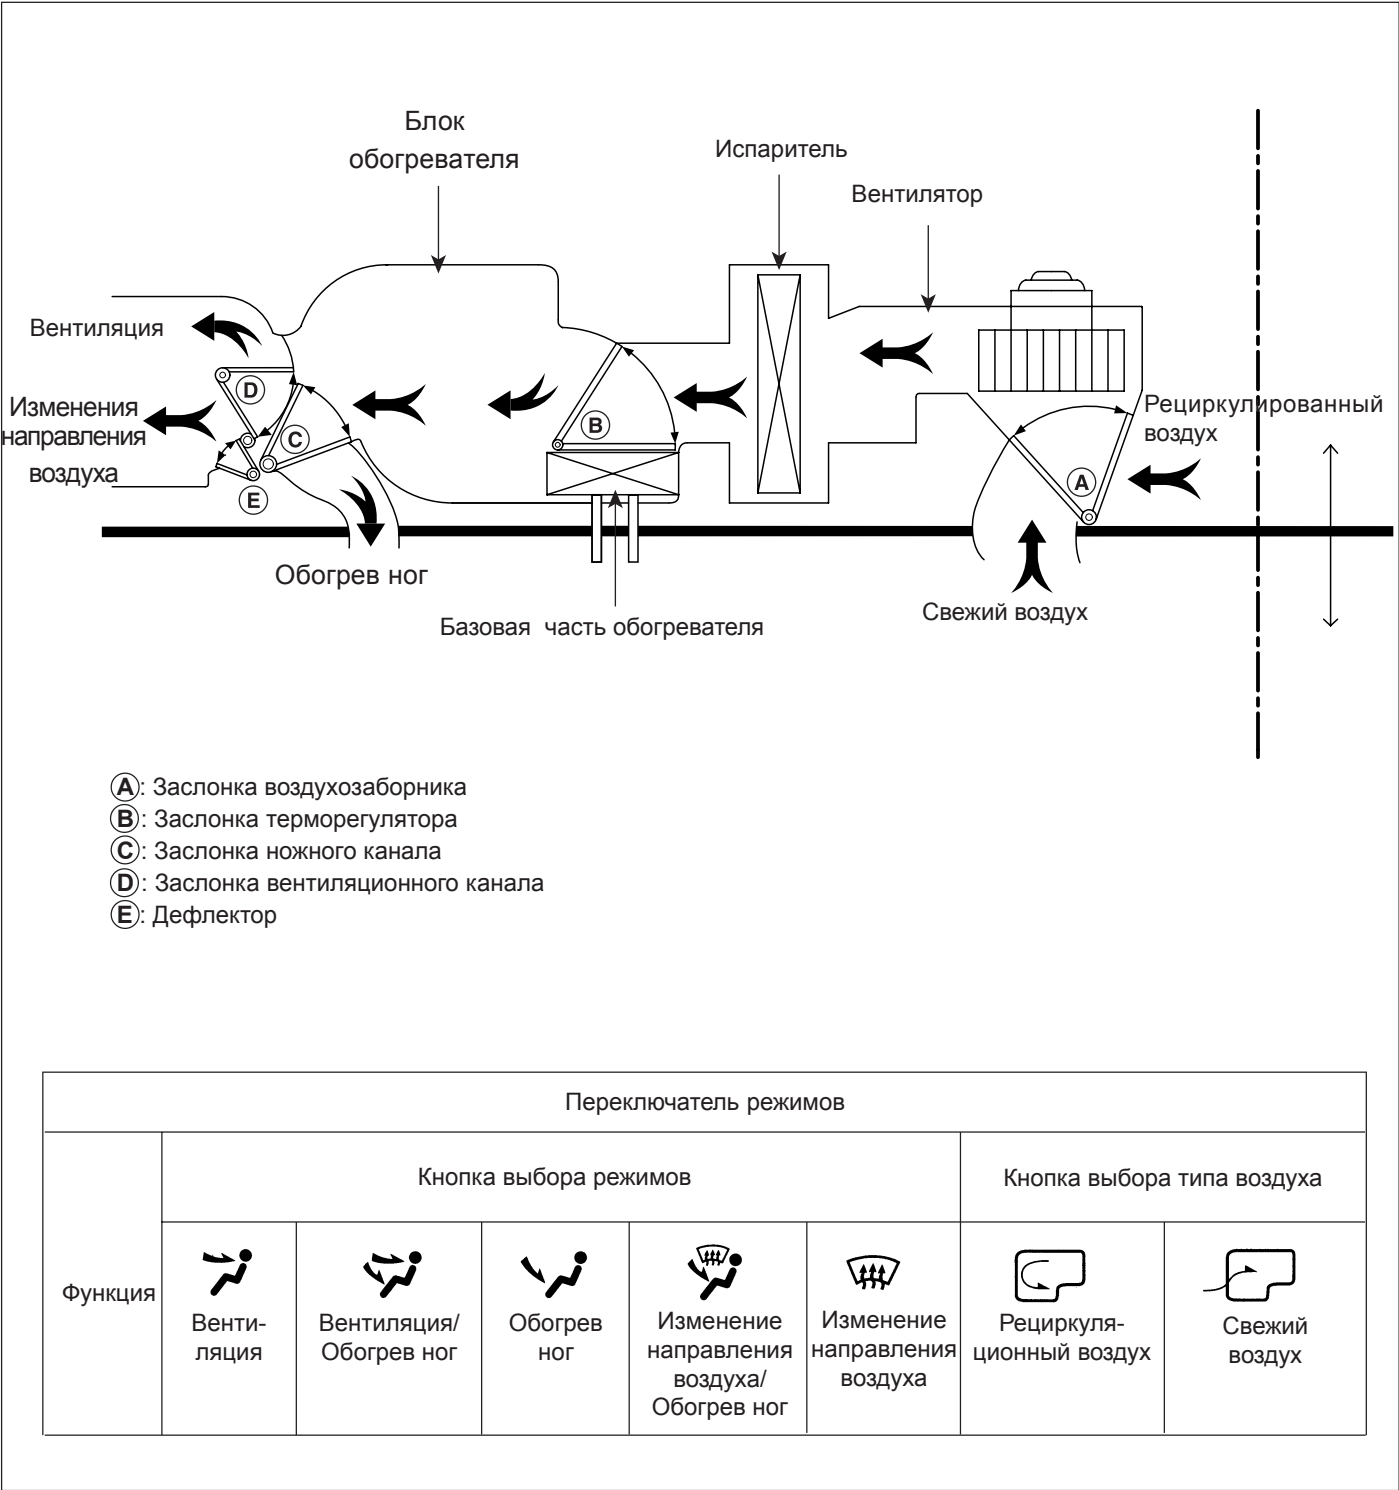 Блок
обогревателя
Испаритель
Вентилятор
Вентиляция
Изменения
направления
воздуха
D
C
E
B
A
Рециркулированный
воздух
Обогрев ног
Базовая часть обогревателя
Свежий воздух
A: Заслонка воздухозаборника
B: Заслонка терморегулятора
C: Заслонка ножного канала
D: Заслонка вентиляционного канала
E: Дефлектор
Переключатель режимов
Кнопка выбора режимов
Кнопка выбора типа воздуха
Функция
Венти-
ляция
Вентиляция/
Обогрев ног
Обогрев
ног
Изменение
направления
воздуха/
Обогрев ног
Изменение
направления
воздуха
Рециркуля-
ционный воздух
Свежий
воздух